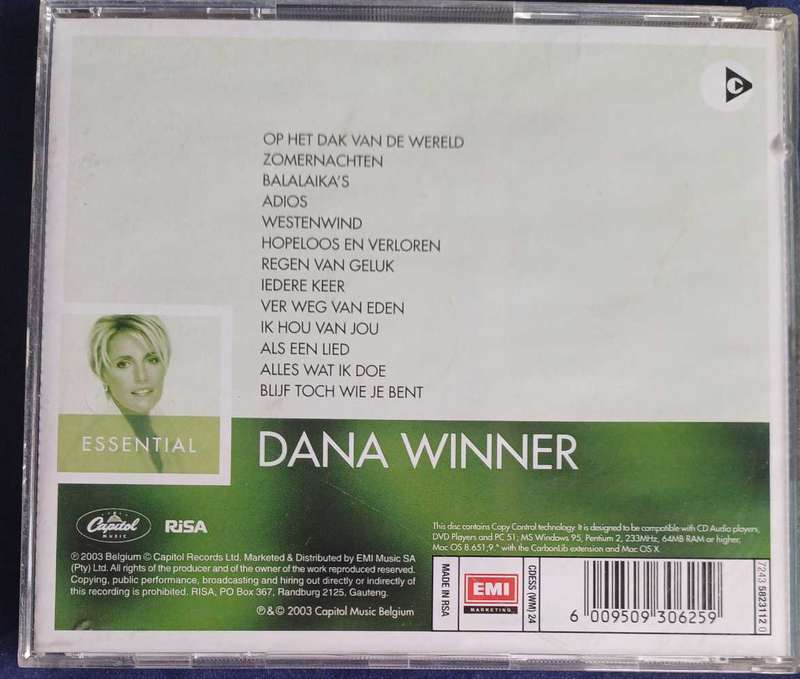 C
OP HET DAK VAN DE WERELD
ZOMERNACHTEN
BALALAIKA'S
ADIOS
WESTENWIND
HOPELOOS EN VERLOREN
REGEN VAN GELUK
IEDERE KEER
VER WEG VAN EDEN
IK HOU VAN JOU
ALS EEN LIED
ALLES WAT IK DOE
BLIJF TOCH WIE JE BENT
ESSENTIAL
DANA WINNER
Capitol
MUSIC
RiSA
This disc contains Copy Control technology. It is designed to be compatible with CD Audio players,
DVD Players and PC 51; MS Windows 95, Pentium 2, 233MHz, 64MB RAM or higher;
Mac OS 8.651,9.* with the CarbonLib extension and Mac OS X.
℗ 2003 Belgium © Capitol Records Ltd. Marketed & Distributed by EMI Music SA
(Pty) Ltd. All rights of the producer and of the owner of the work reproduced reserved.
Copying, public performance, broadcasting and hiring out directly or indirectly of
this recording is prohibited. RISA, PO Box 367, Randburg 2125, Gauteng.
℗&© 2003 Capitol Music Belgium
MADE IN RSA
EMI
MARKETING
CDESS (WM) 24
6 009509 306259
7243 5823112 0